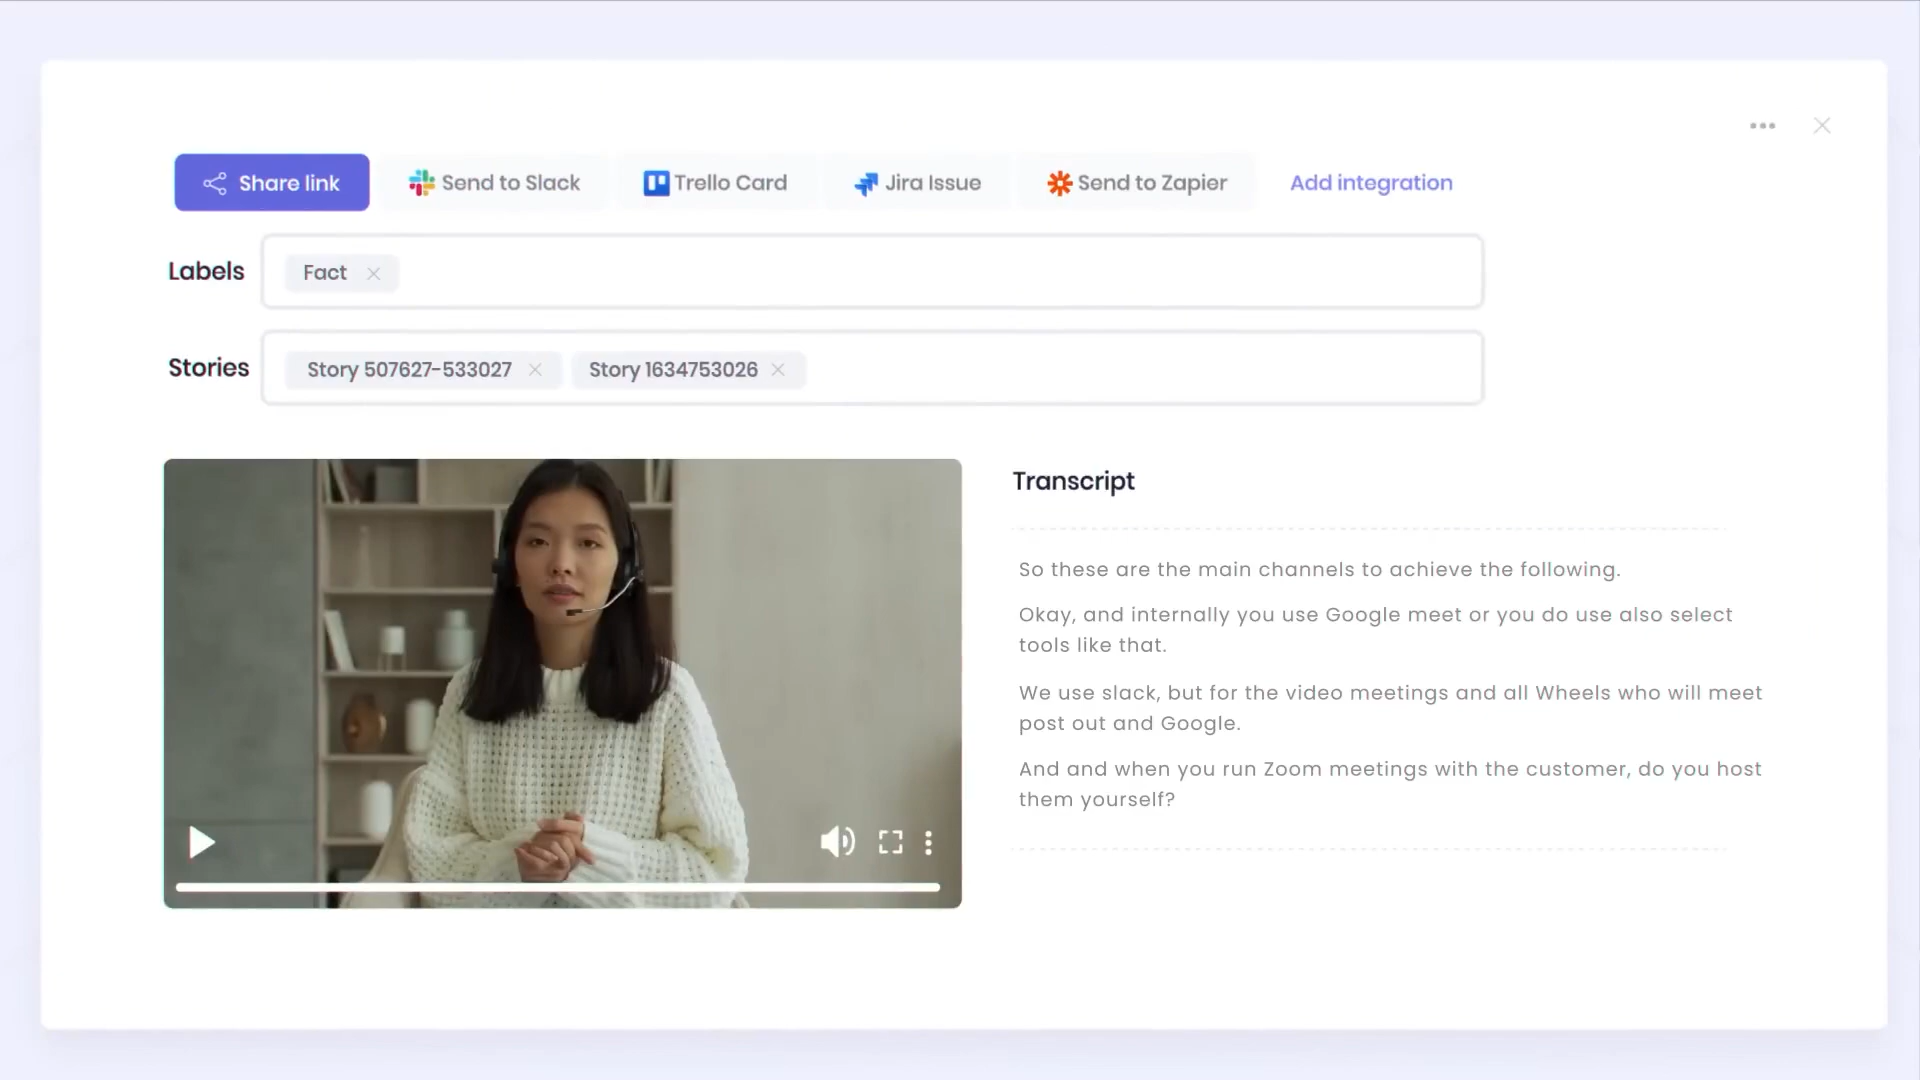 Share link
Send to Slack
Trello Card
Jira Issue
Send to Zapier
Add integration
Labels
Fact
Stories
Story 507627-533027
Story 1634753026
Transcript
So these are the main channels to achieve the following.
Okay, and internally you use Google meet or you do use also select
tools like that.
We use slack, but for the video meetings and all Wheels who will meet
post out and Google.
And and when you run Zoom meetings with the customer, do you host
them yourself?